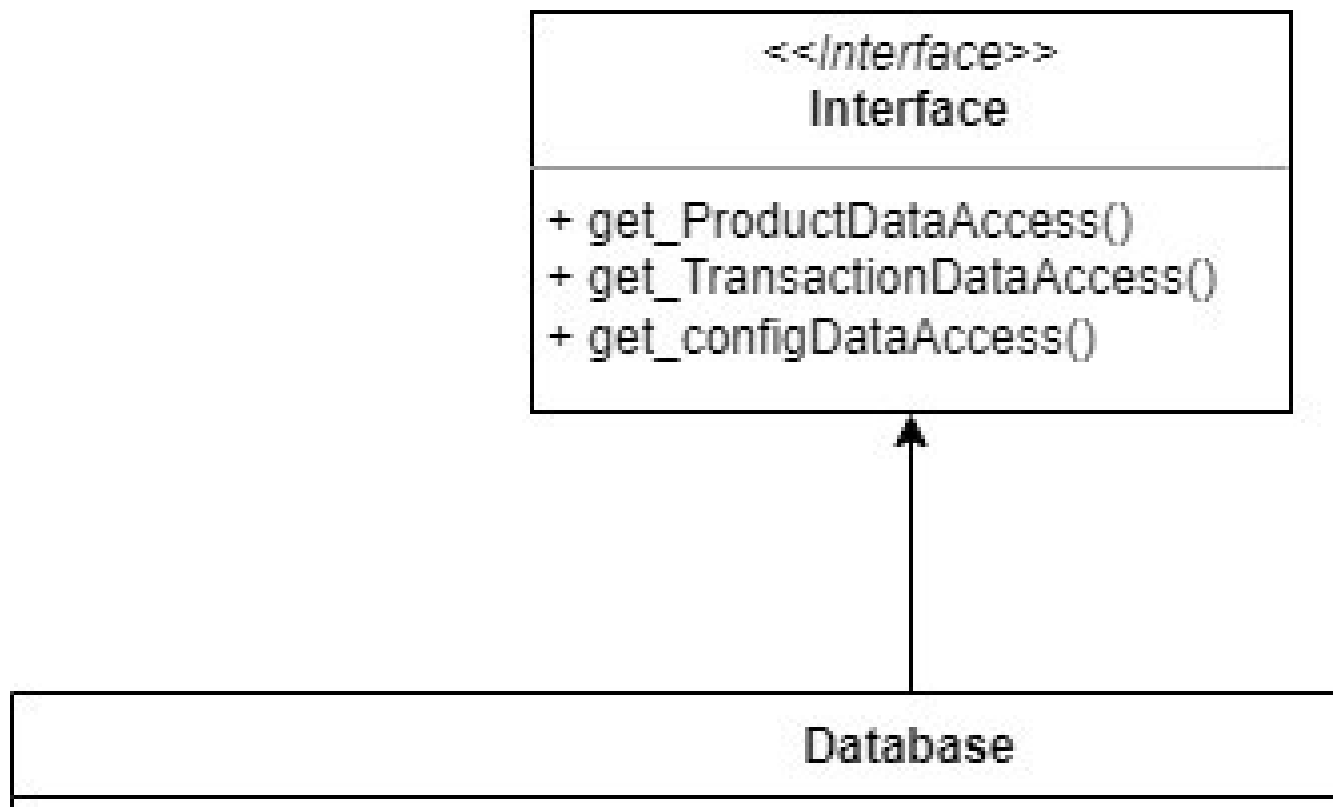 <<Interface>>
Interface
+ get_ProductDataAccess()
+ get_TransactionDataAccess()
+ get_configDataAccess()
Database